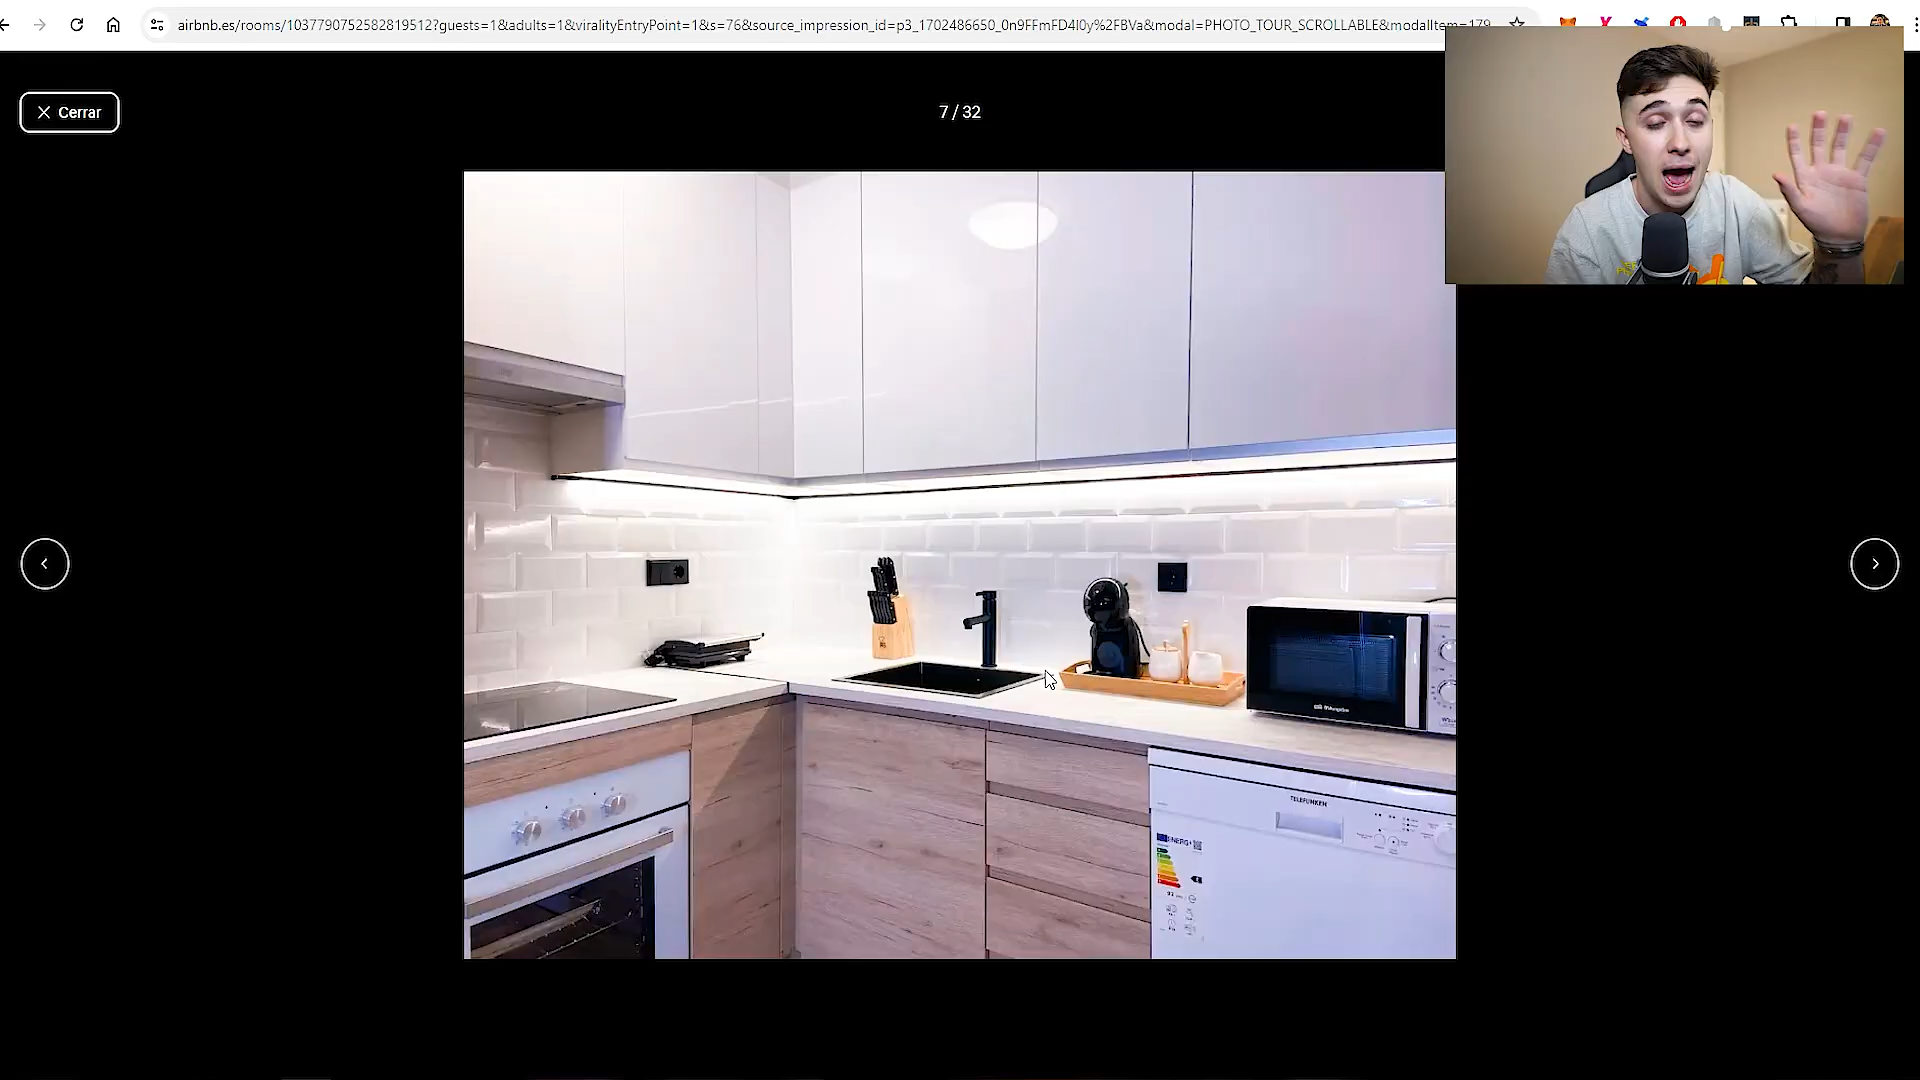 airbnb.es/rooms/1037790752582819512?guests=1&adults=1&viralityEntryPoint=1&s=76&source_impression_id=p3_1702486650_0n9FFmFD4I0y%2FBVa&modal=PHOTO_TOUR_SCROLLABLE&modalItem=179
Cerrar
7 / 32
TELEFUNKEN
ENERG